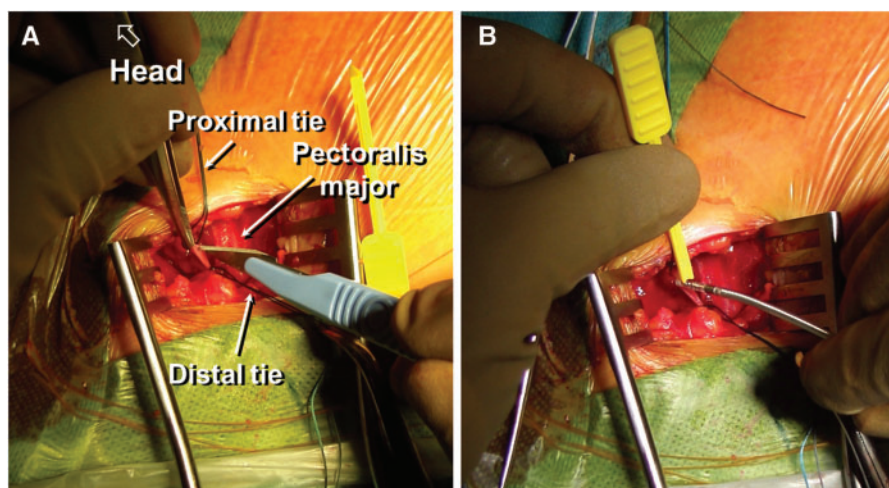 A
Head
Proximal tie
Pectoralis
major
Distal tie
B